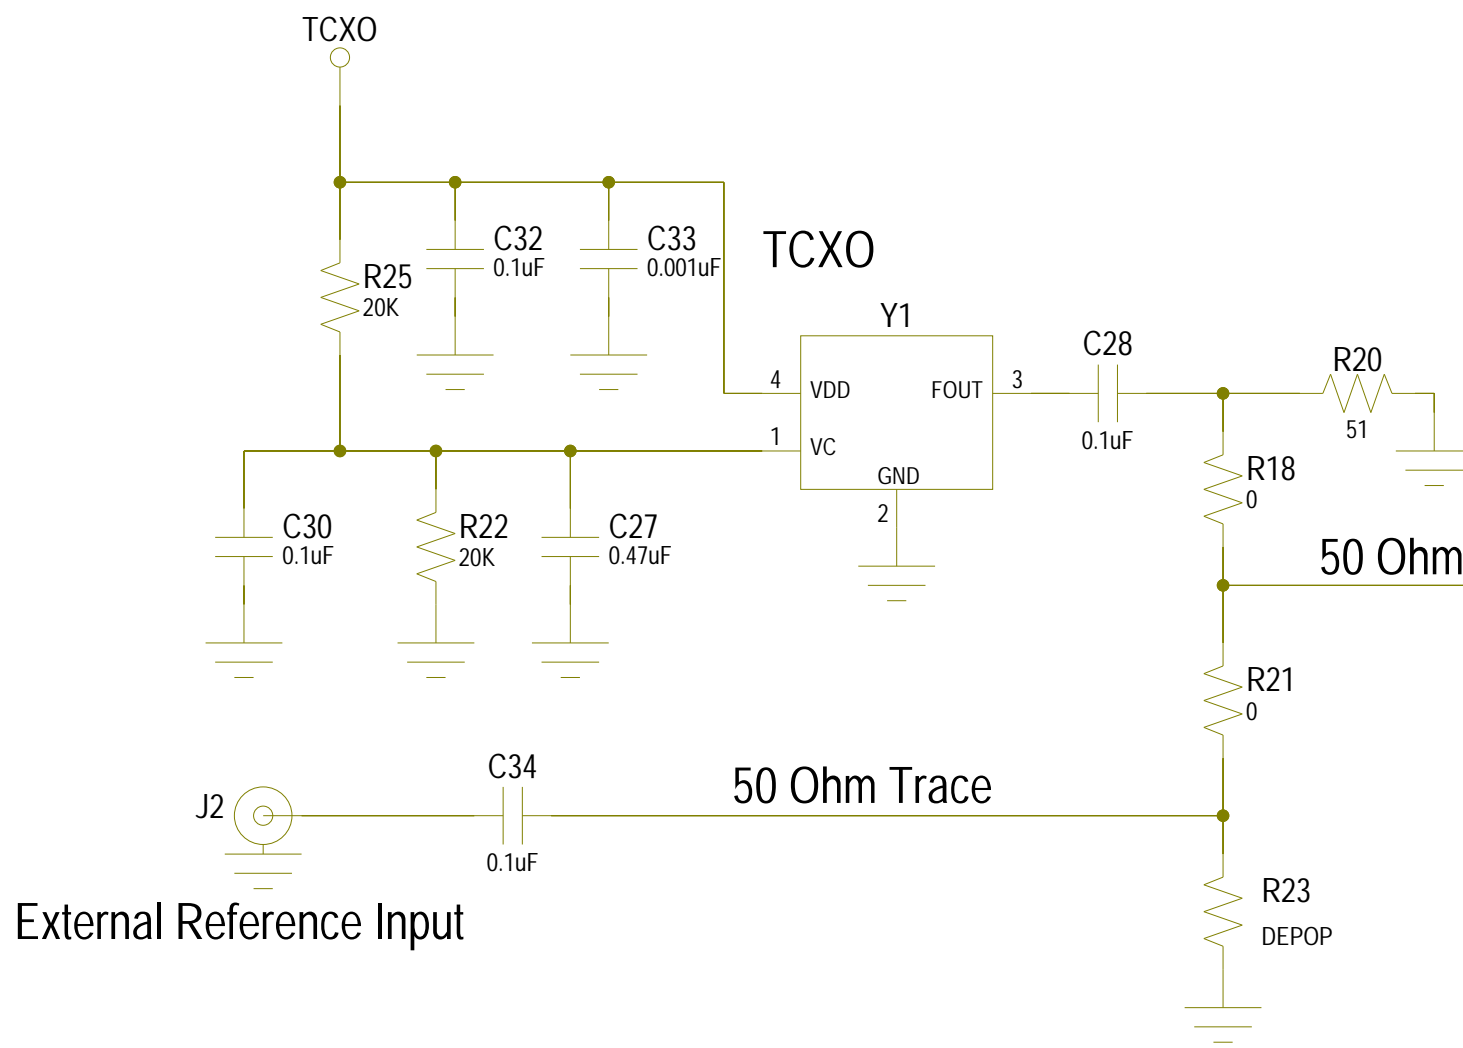 TCXO
C32
0.1uF
C33
0.001uF
TCXO
R25
20K
Y1
C28
0.1uF
R20
51
4
VDD
FOUT
3
1
VC
GND
2
R18
0
C30
0.1uF
R22
20K
C27
0.47uF
50 Ohm
R21
0
C34
0.1uF
50 Ohm Trace
J2
External Reference Input
R23
DEPOP